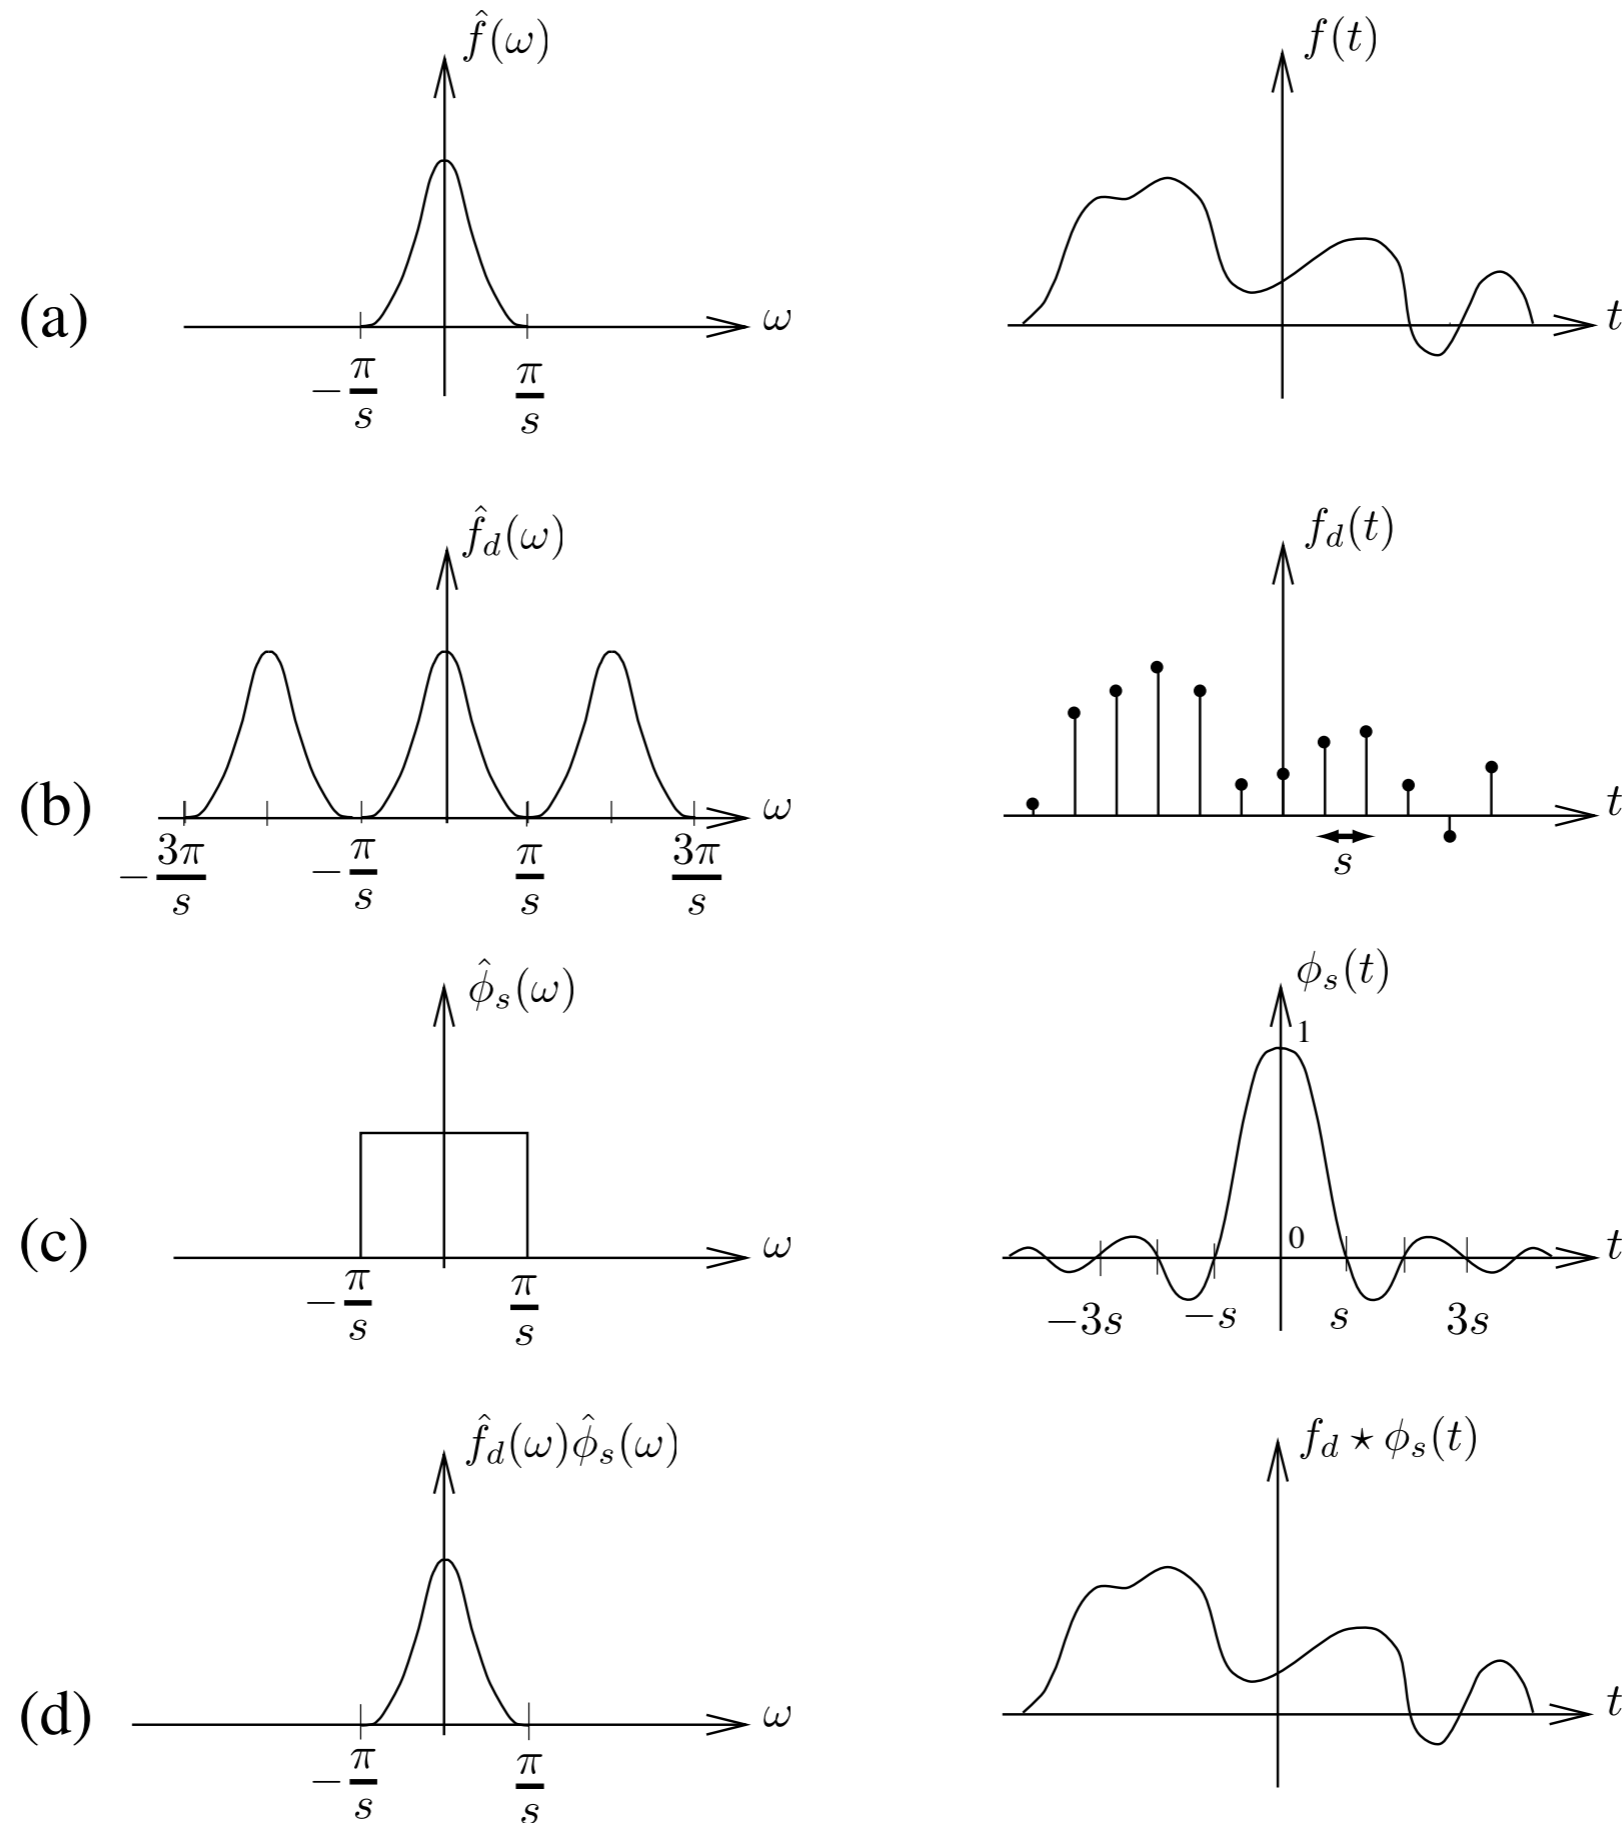 f̂(ω) f(t)
(a) ω t
−π/s π/s
f̂_d(ω) f_d(t)
(b) ω t
−3π/s −π/s π/s 3π/s s
φ̂_s(ω) ϕ_s(t)
1
0
(c) ω t
−π/s π/s −3s −s s 3s
f̂_d(ω)ϕ̂_s(ω) f_d ⋆ ϕ_s(t)
(d) ω t
−π/s π/s